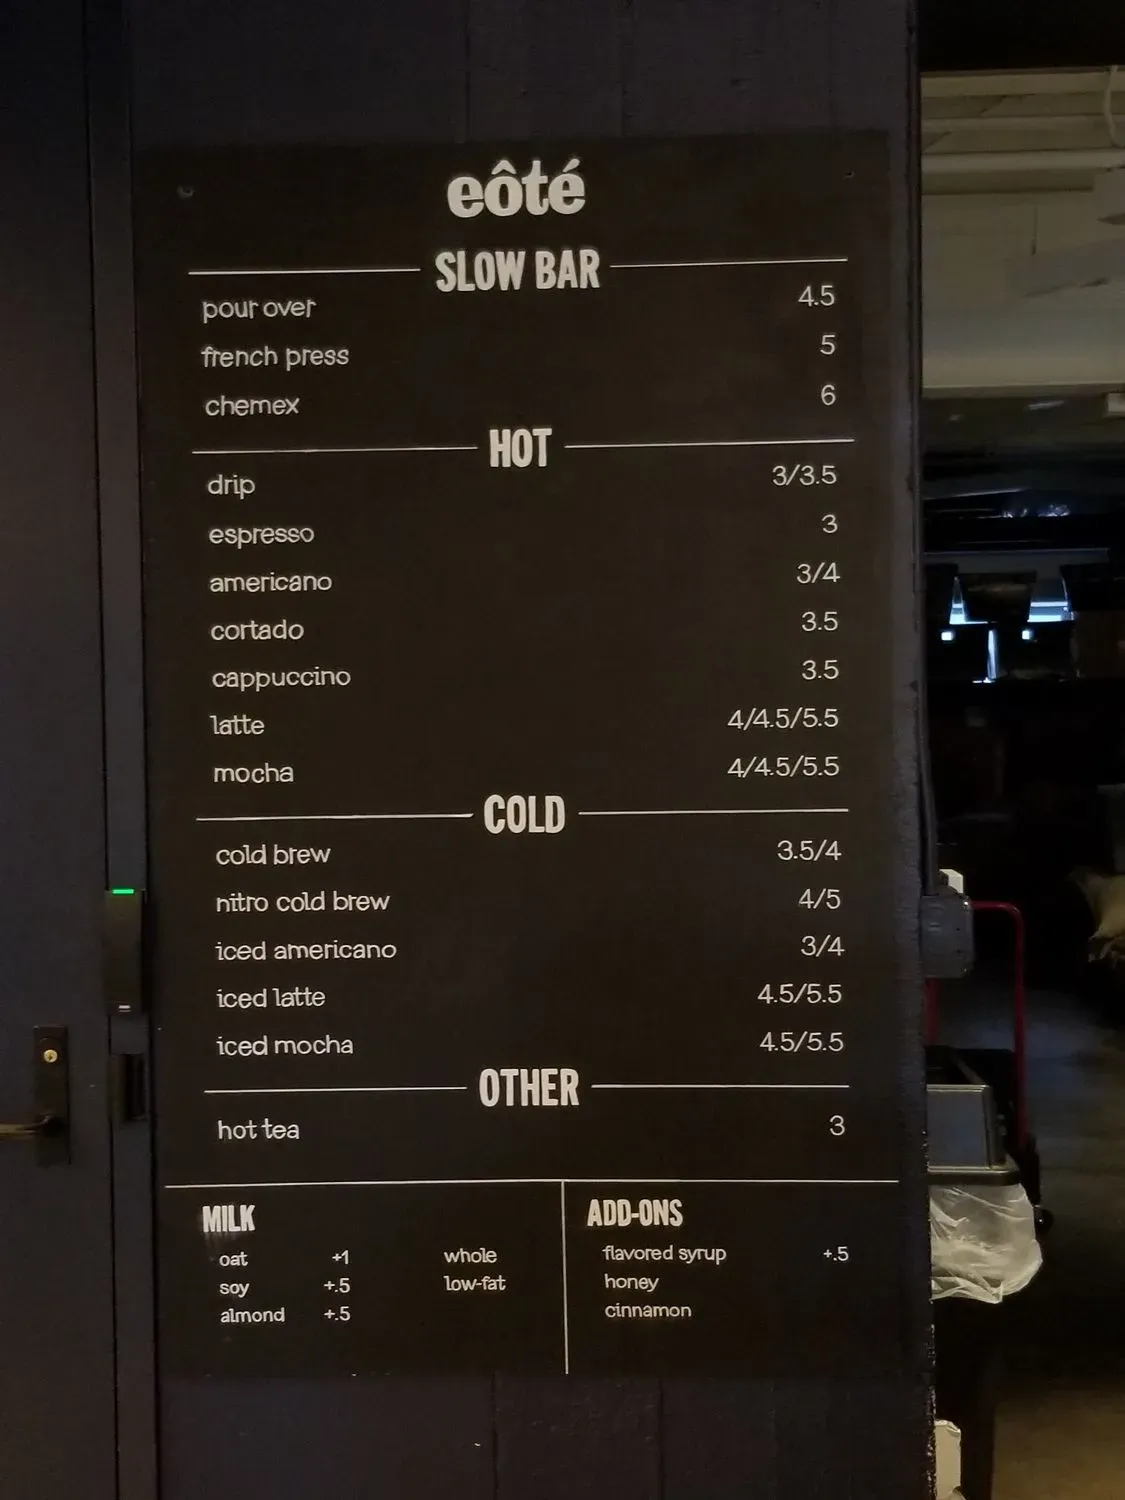 eôté
SLOW BAR
pour over 4.5
french press 5
chemex 6
HOT
drip 3/3.5
espresso 3
americano 3/4
cortado 3.5
cappuccino 3.5
latte 4/4.5/5.5
mocha 4/4.5/5.5
COLD
cold brew 3.5/4
nitro cold brew 4/5
iced americano 3/4
iced latte 4.5/5.5
iced mocha 4.5/5.5
OTHER
hot tea 3
MILK
oat +1 whole
soy +.5 low-fat
almond +.5
ADD-ONS
flavored syrup +.5
honey
cinnamon